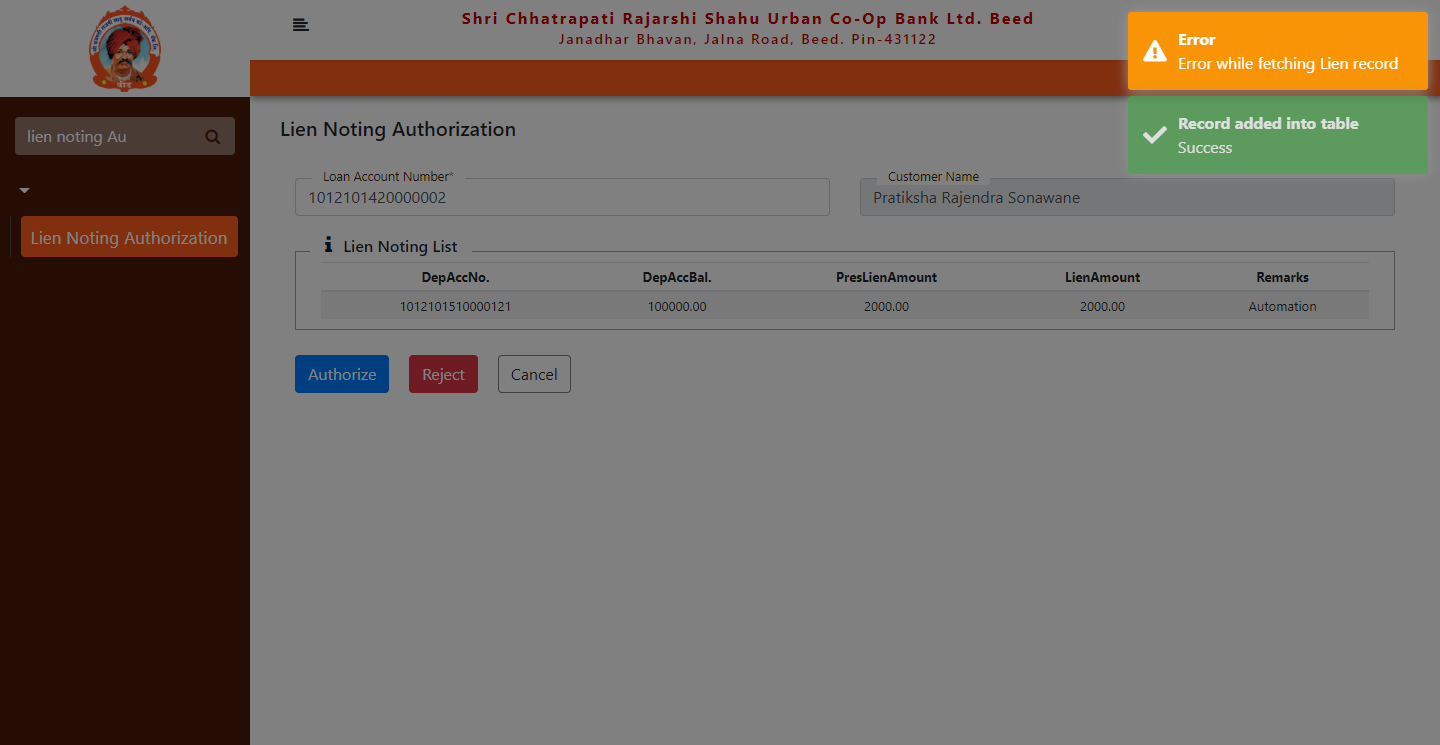 Shri Chhatrapati Rajarshi Shahu Urban Co-Op Bank Ltd. Beed
Janadhar Bhavan, Jalna Road, Beed. Pin-431122
Error
Error while fetching Lien record
Record added into table
Success
lien noting Au
Lien Noting Authorization
Lien Noting Authorization
Loan Account Number*
1012101420000002
Customer Name
Pratiksha Rajendra Sonawane
Lien Noting List
DepAccNo. DepAccBal. PresLienAmount LienAmount Remarks
1012101510000121 100000.00 2000.00 2000.00 Automation
Authorize Reject Cancel